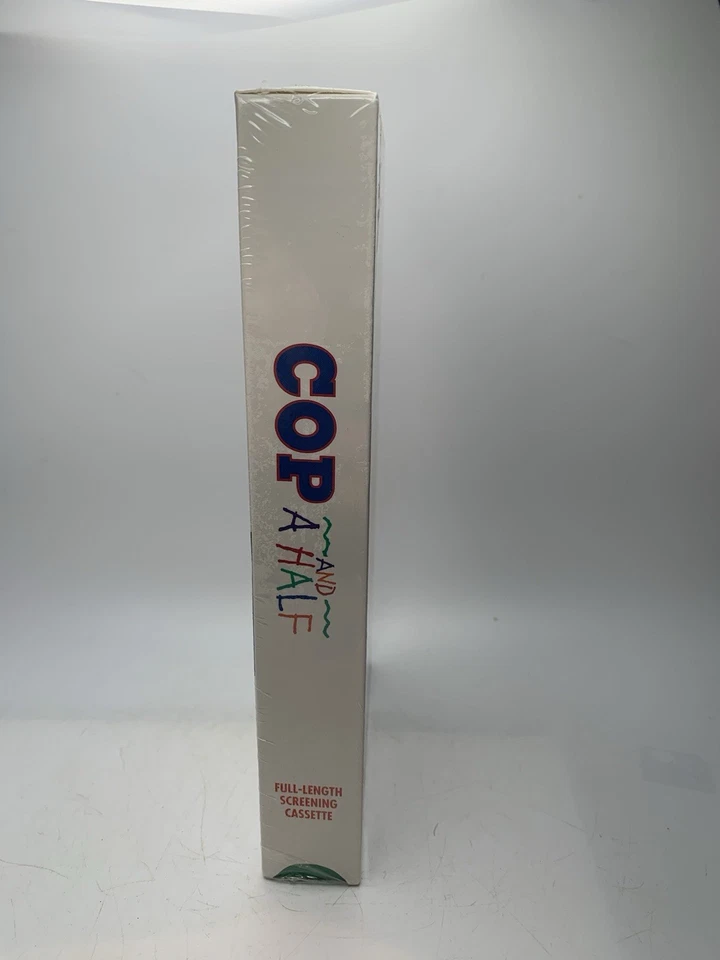 COP
AND
A HALF
FULL-LENGTH
SCREENING
CASSETTE